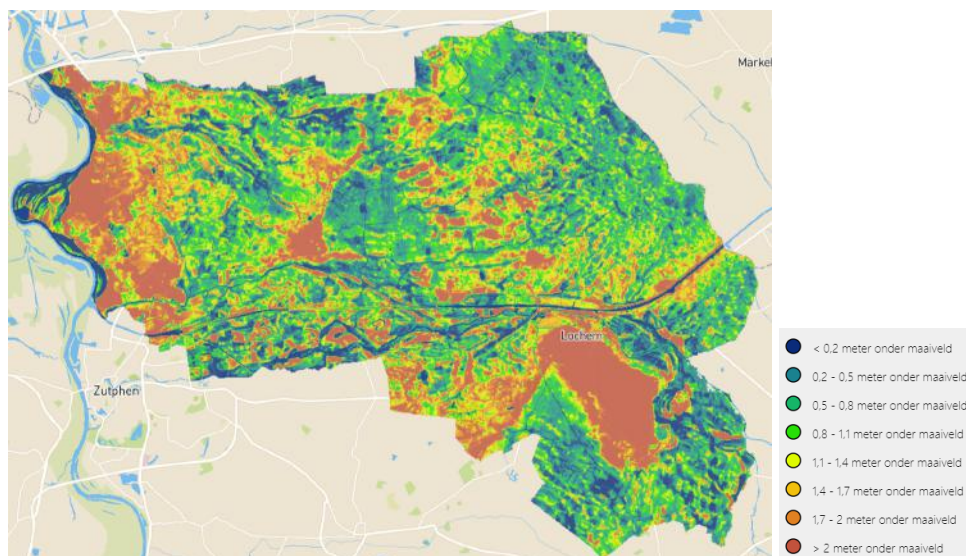 Markel
Lochem
Zutphen
< 0,2 meter onder maaiveld
0,2 - 0,5 meter onder maaiveld
0,5 - 0,8 meter onder maaiveld
0,8 - 1,1 meter onder maaiveld
1,1 - 1,4 meter onder maaiveld
1,4 - 1,7 meter onder maaiveld
1,7 - 2 meter onder maaiveld
> 2 meter onder maaiveld